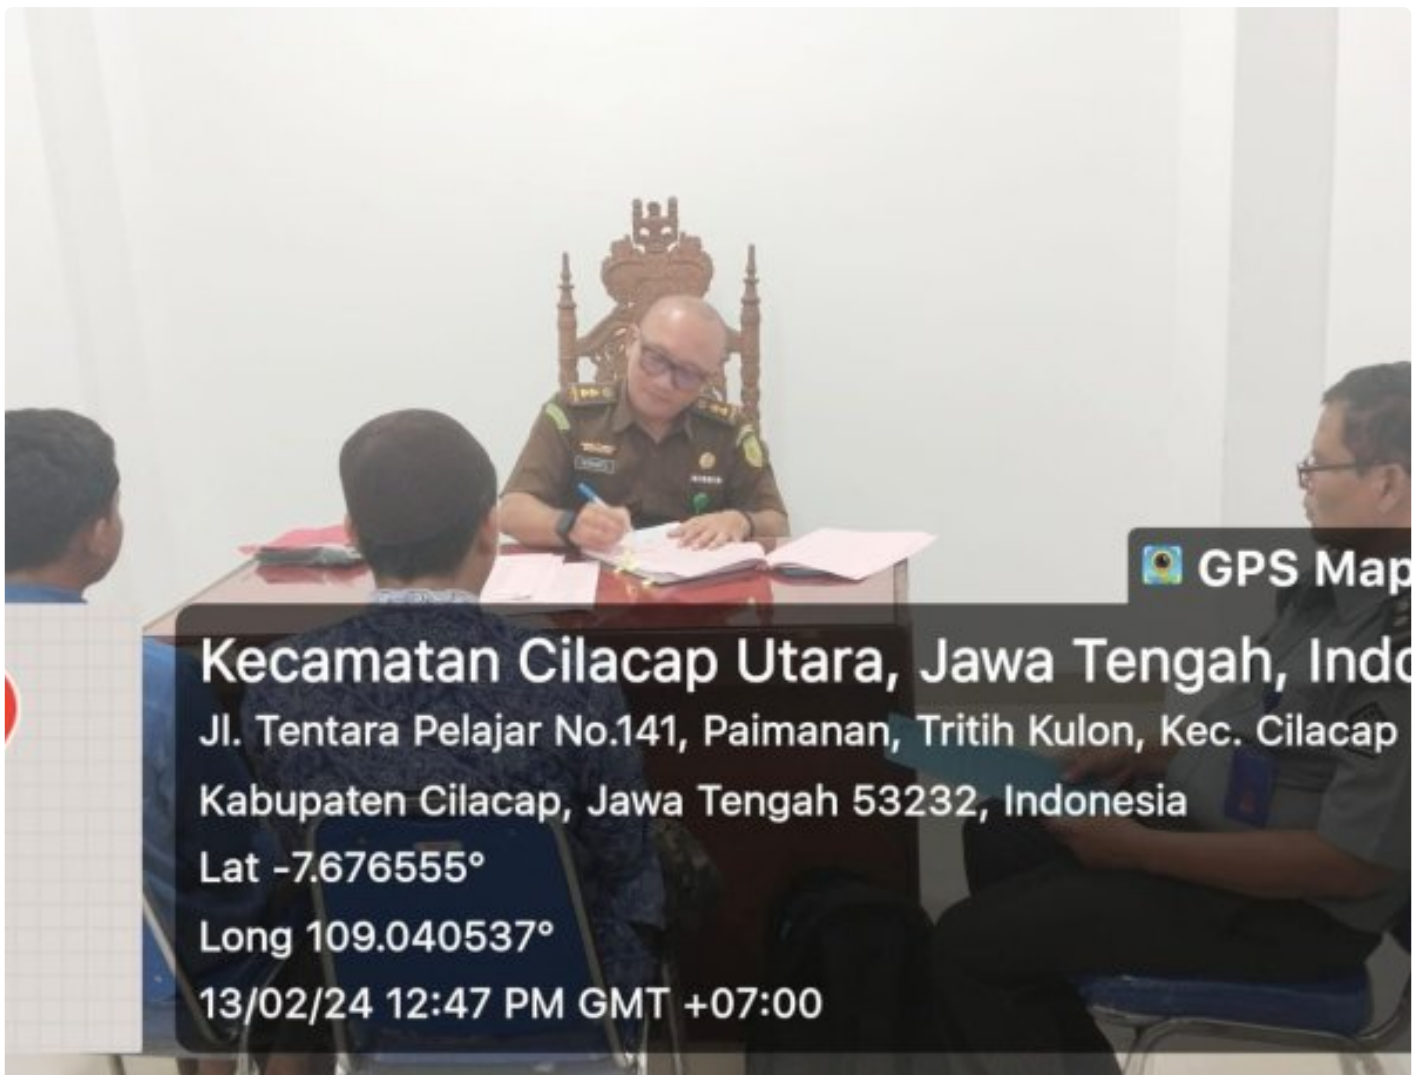 GPS Map
Kecamatan Cilacap Utara, Jawa Tengah, Indo
Jl. Tentara Pelajar No.141, Paimanan, Tritih Kulon, Kec. Cilacap
Kabupaten Cilacap, Jawa Tengah 53232, Indonesia
Lat -7.676555°
Long 109.040537°
13/02/24 12:47 PM GMT +07:00